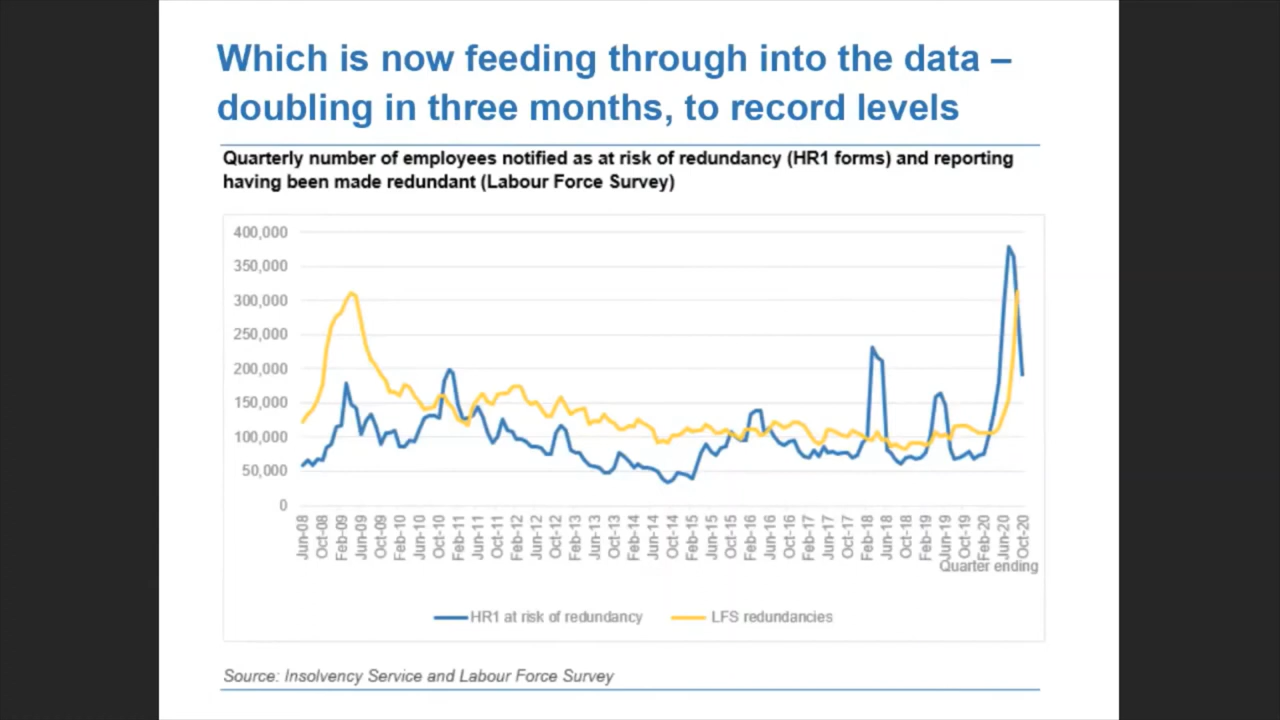 Which is now feeding through into the data –
doubling in three months, to record levels
Quarterly number of employees notified as at risk of redundancy (HR1 forms) and reporting
having been made redundant (Labour Force Survey)
400,000
350,000
300,000
250,000
200,000
150,000
100,000
50,000
0
Jun-08
Oct-08
Feb-09
Jun-09
Oct-09
Feb-10
Jun-10
Oct-10
Feb-11
Jun-11
Oct-11
Feb-12
Jun-12
Oct-12
Feb-13
Jun-13
Oct-13
Feb-14
Jun-14
Oct-14
Feb-15
Jun-15
Oct-15
Feb-16
Jun-16
Oct-16
Feb-17
Jun-17
Oct-17
Feb-18
Jun-18
Oct-18
Feb-19
Jun-19
Oct-19
Feb-20
Jun-20
Oct-20
Quarter ending
HR1 at risk of redundancy
LFS redundancies
Source: Insolvency Service and Labour Force Survey